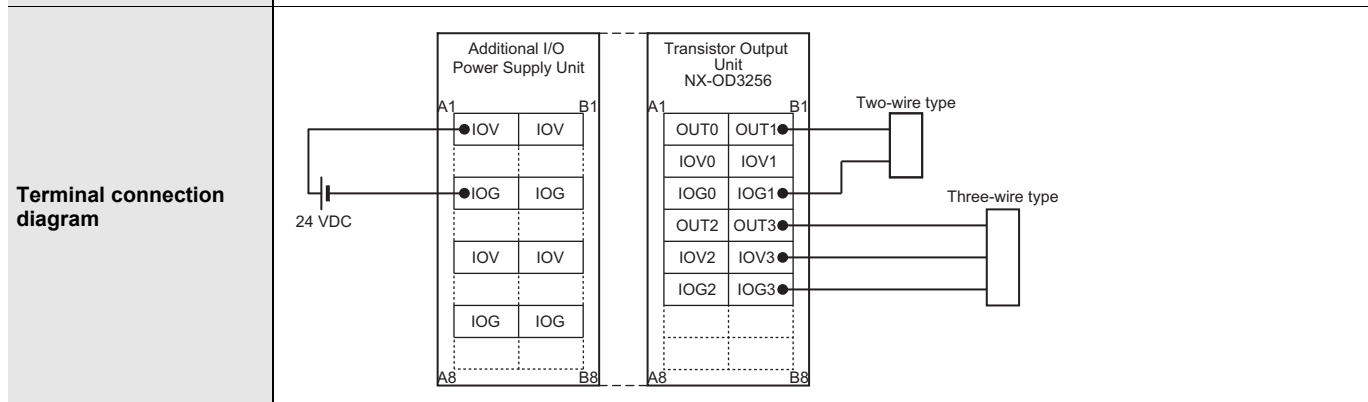 Terminal connection
diagram
24 VDC
Additional I/O
Power Supply Unit
A1 B1
IOV IOV
IOG IOG
IOV IOV
IOG IOG
A8 B8
Transistor Output
Unit
NX-OD3256
A1 B1
OUT0 OUT1
IOV0 IOV1
IOG0 IOG1
OUT2 OUT3
IOV2 IOV3
IOG2 IOG3
A8 B8
Two-wire type
Three-wire type